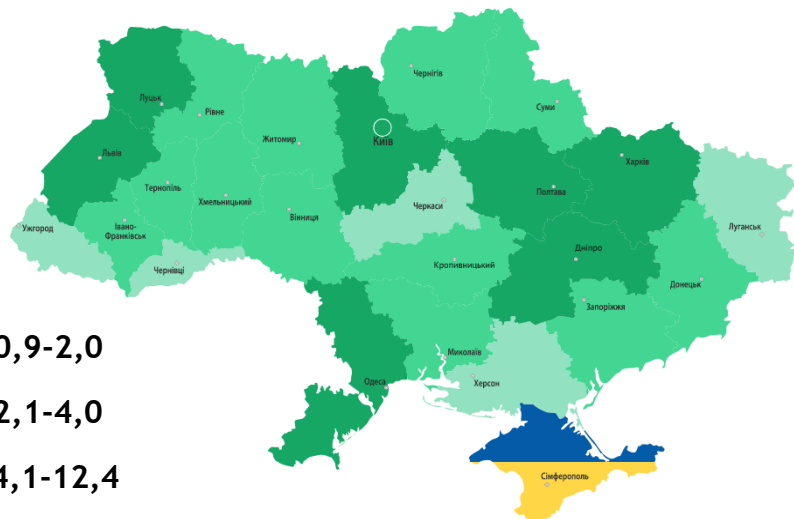 Чернігів
Луцьк
Рівне
Суми
Житомир
Київ
Львів
Харків
Тернопіль
Хмельницький
Полтава
Вінниця
Черкаси
Ужгород
Івано-
Франківськ
Луганськ
Чернівці
Кропивницький
Дніпро
Донецьк
Запоріжжя
0,9-2,0
Миколаїв
Одеса
Херсон
2,1-4,0
4,1-12,4
Сімферополь